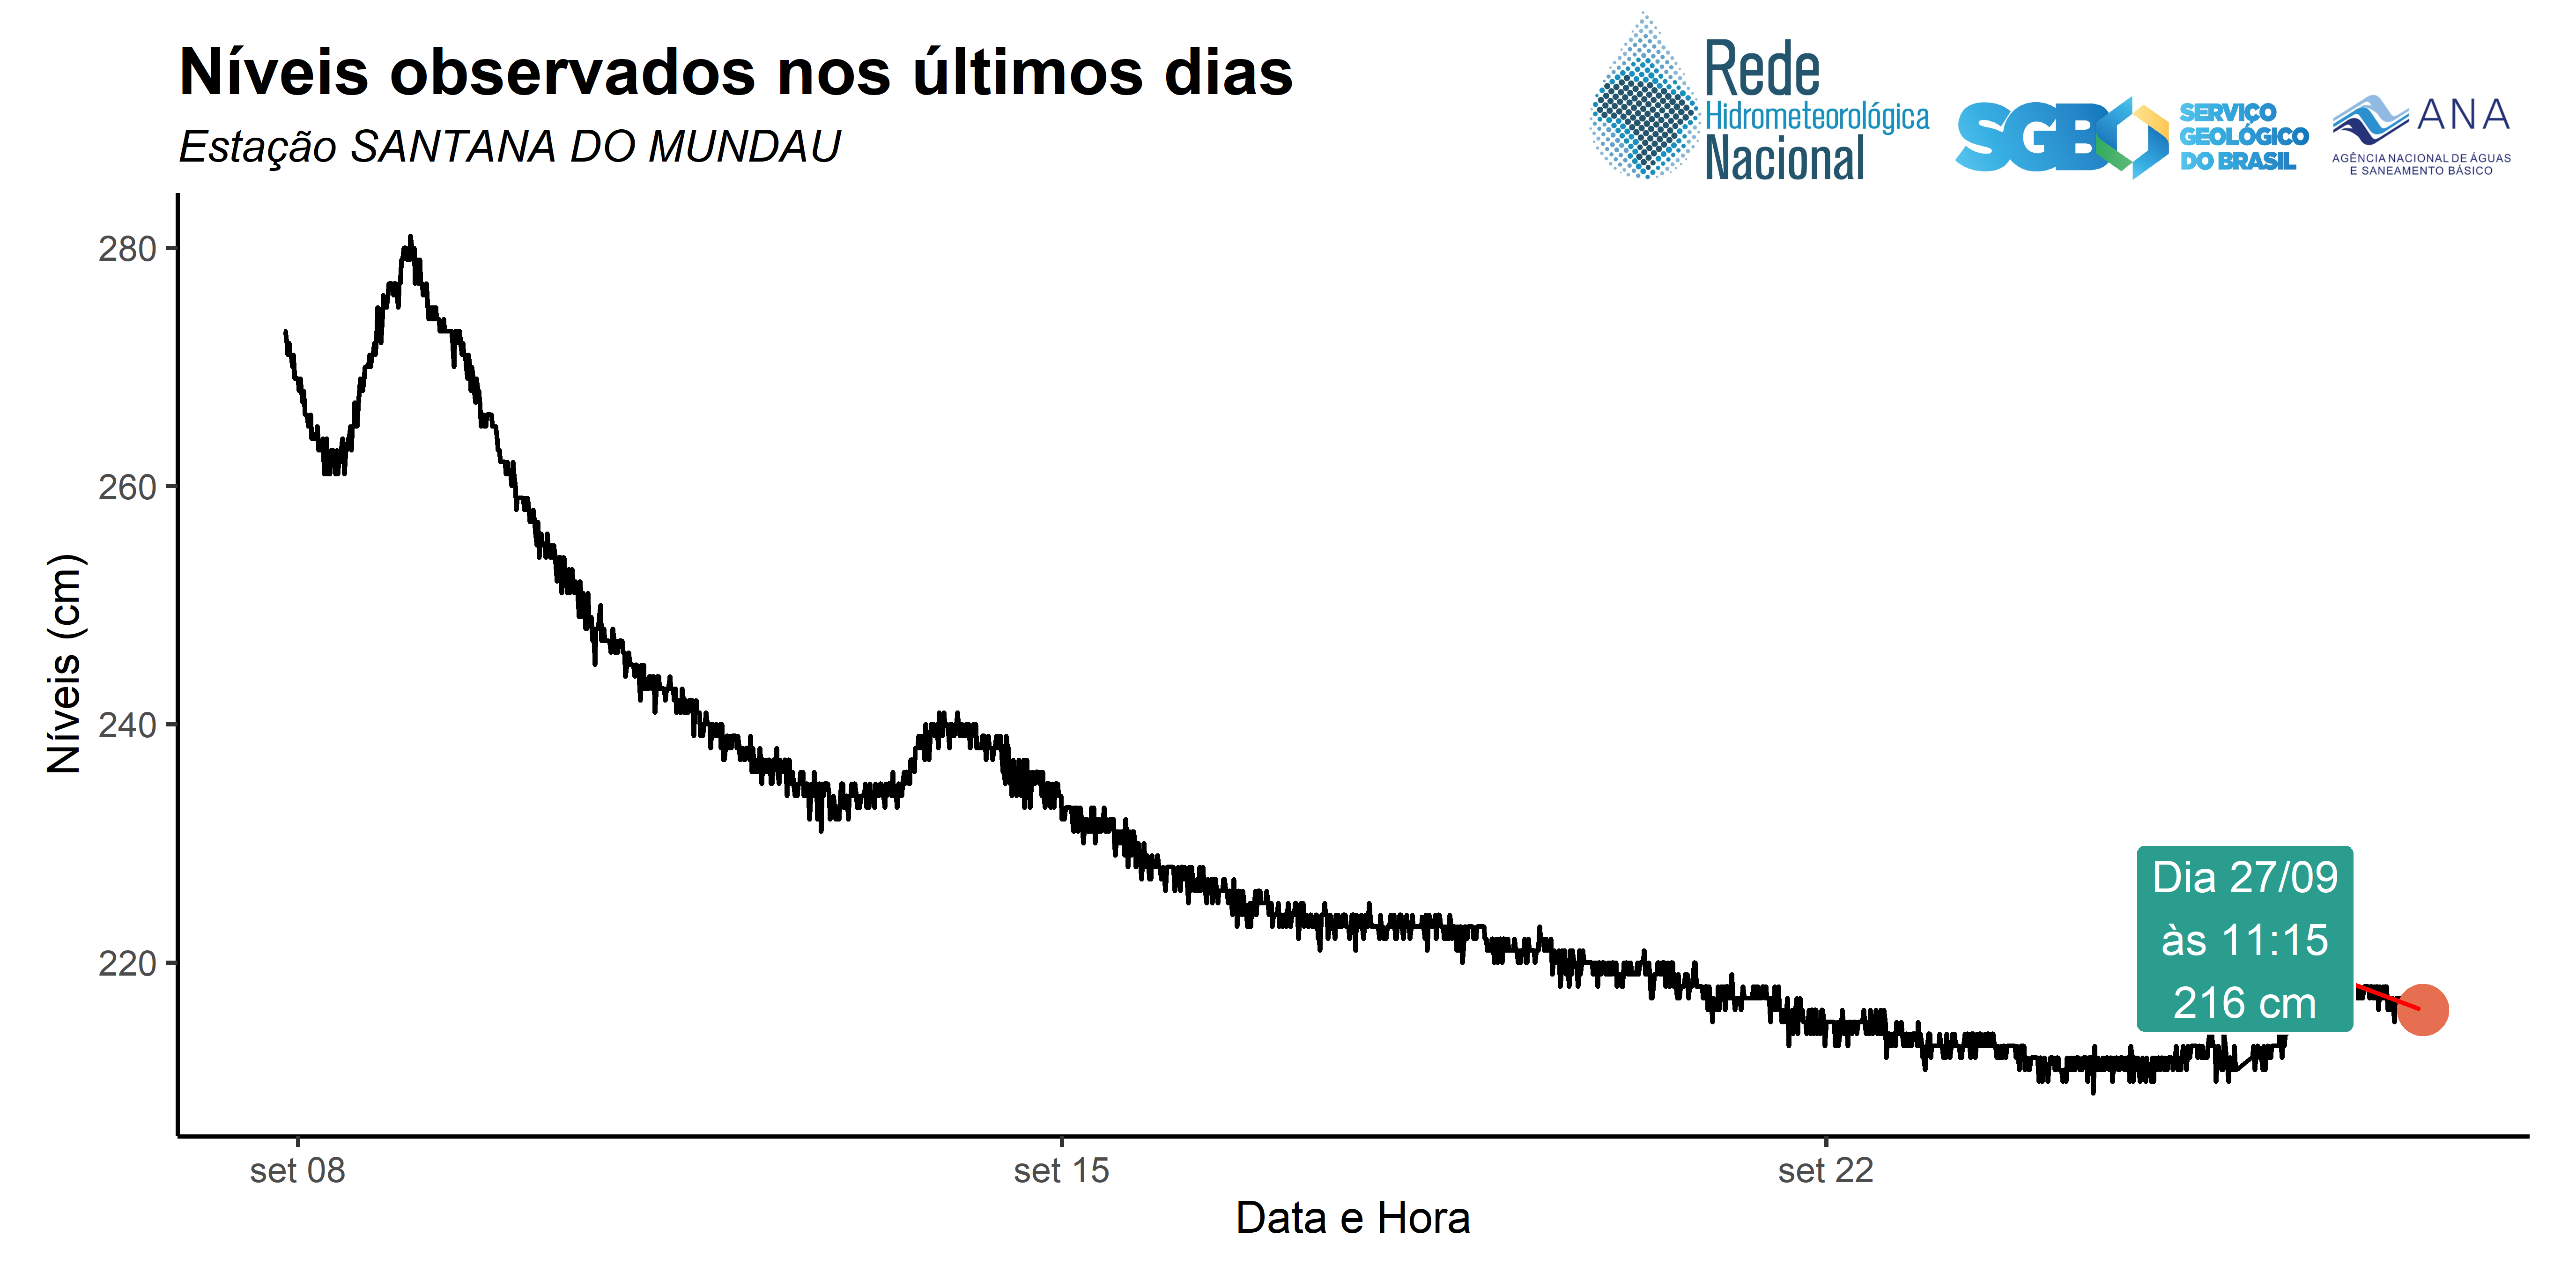 Níveis observados nos últimos dias
Estação SANTANA DO MUNDAU
Rede
Hidrometeorológica
Nacional
SGB
SERVIÇO
GEOLÓGICO
DO BRASIL
ANA
AGÊNCIA NACIONAL DE ÁGUAS
E SANEAMENTO BÁSICO
Níveis (cm)
280
260
240
220
Dia 27/09
às 11:15
216 cm
set 08
set 15
set 22
Data e Hora